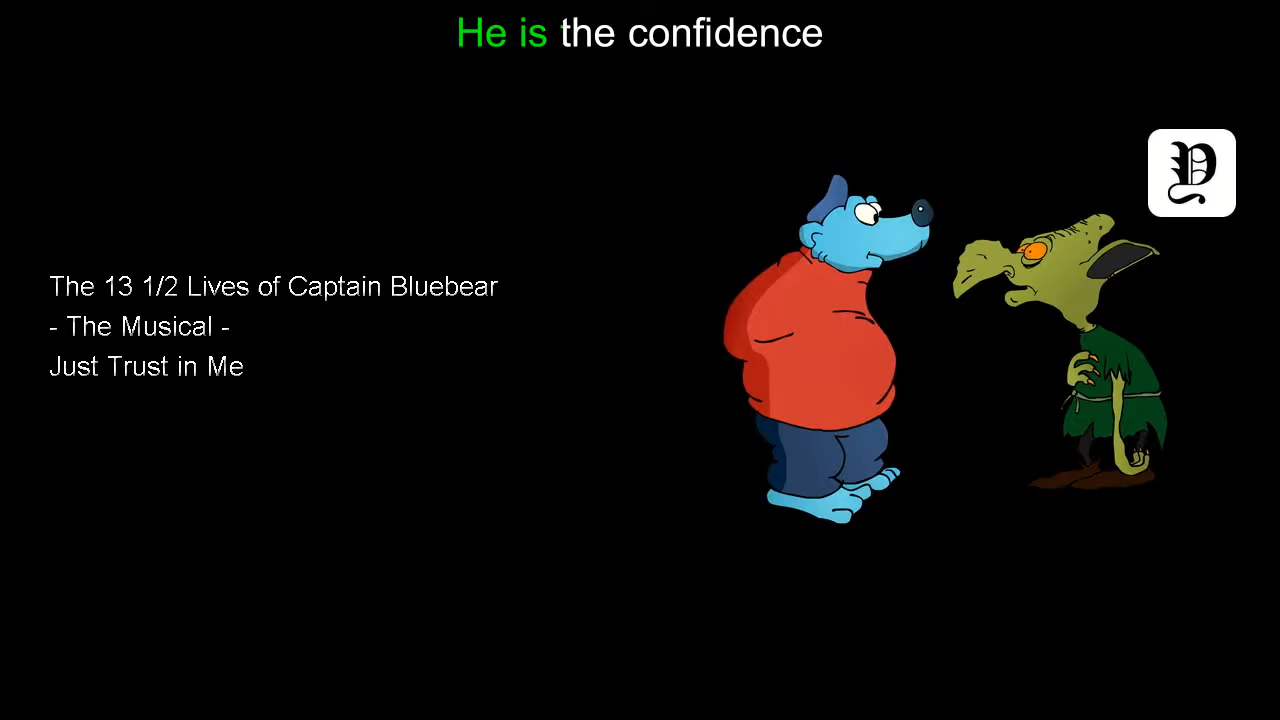 He is the confidence
The 13 1/2 Lives of Captain Bluebear
- The Musical -
Just Trust in Me